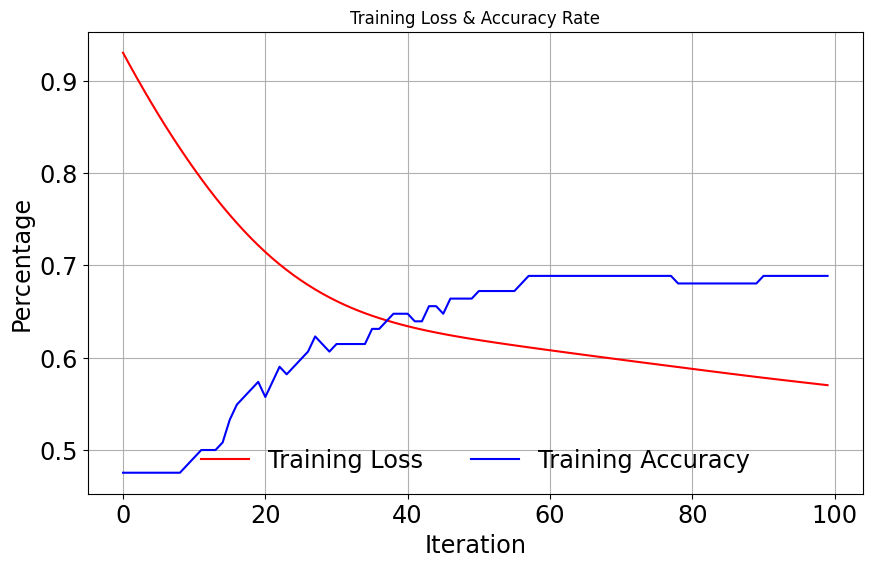 Training Loss & Accuracy Rate
Percentage
0.9
0.8
0.7
0.6
0.5
Training Loss Training Accuracy
0 20 40 60 80 100
Iteration